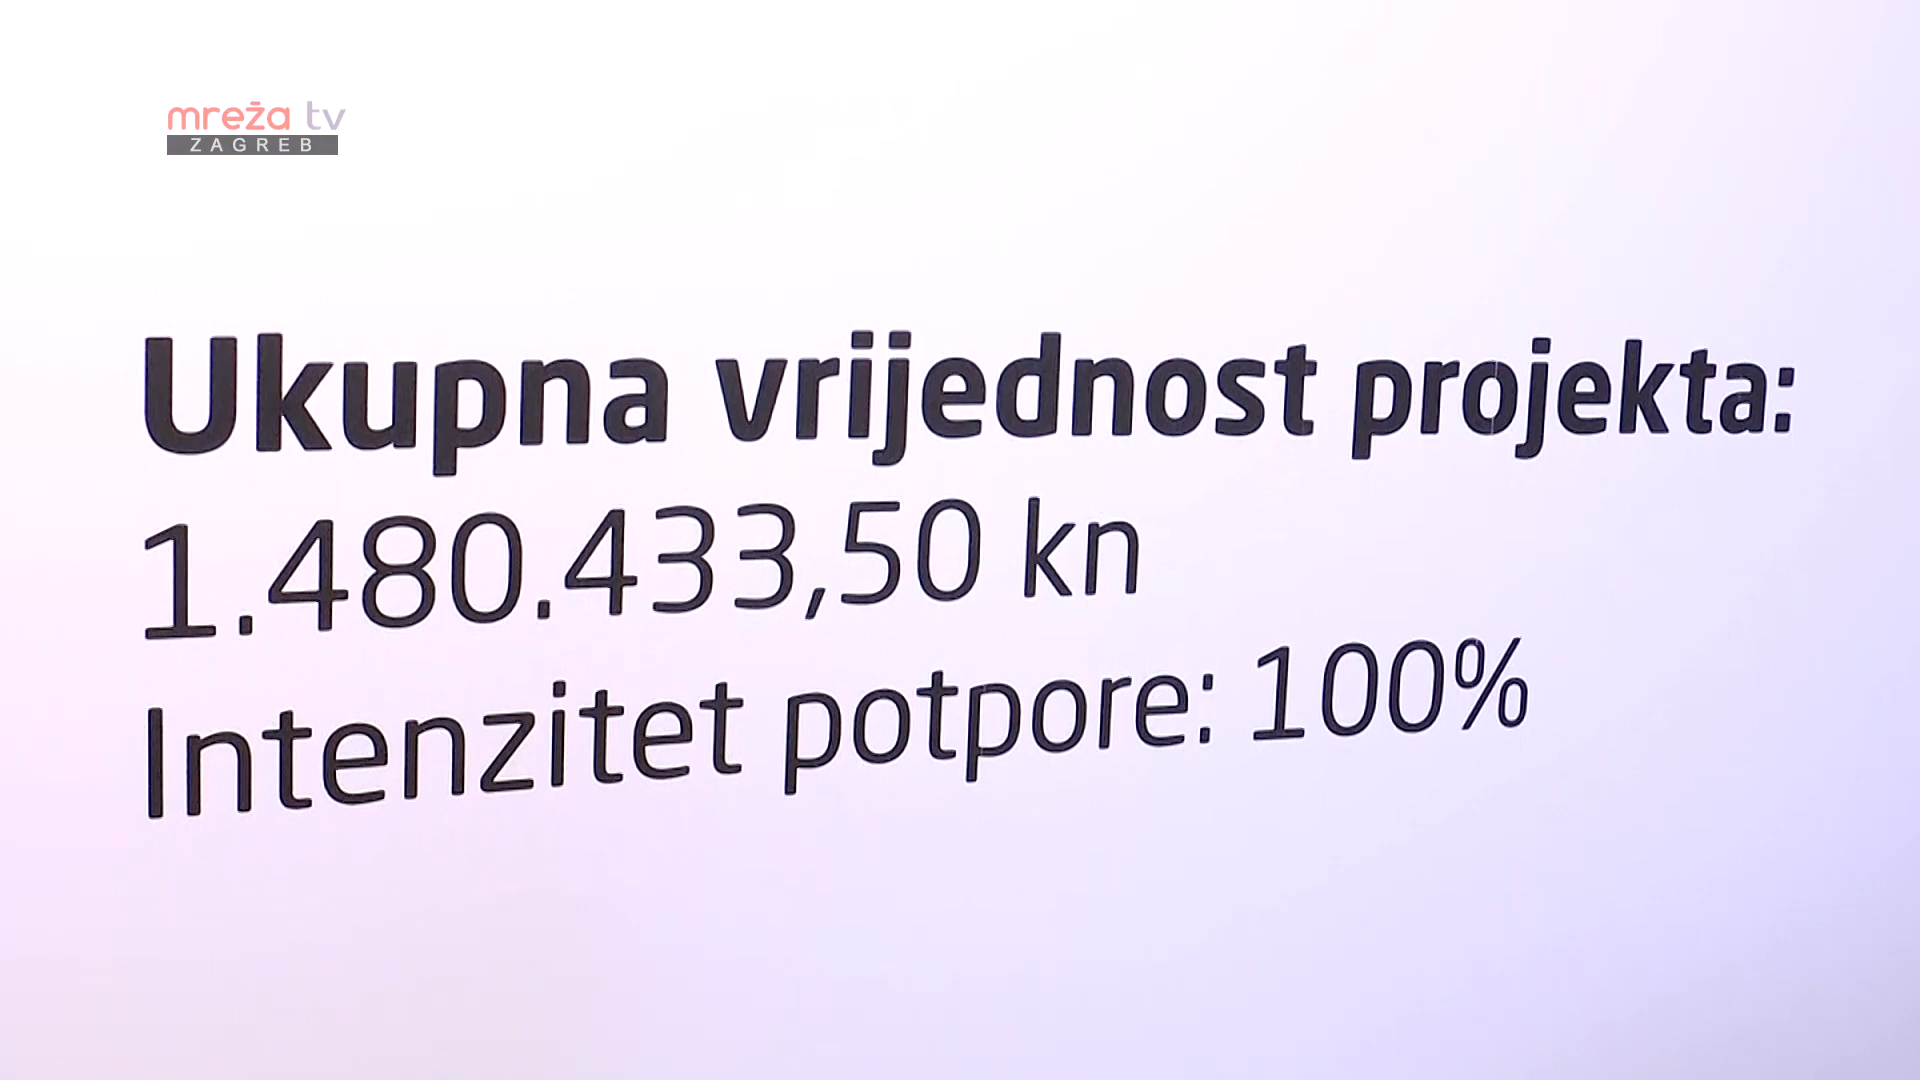 mreža tv
ZAGREB
Ukupna vrijednost projekta:
1.480.433,50 kn
Intenzitet potpore: 100%